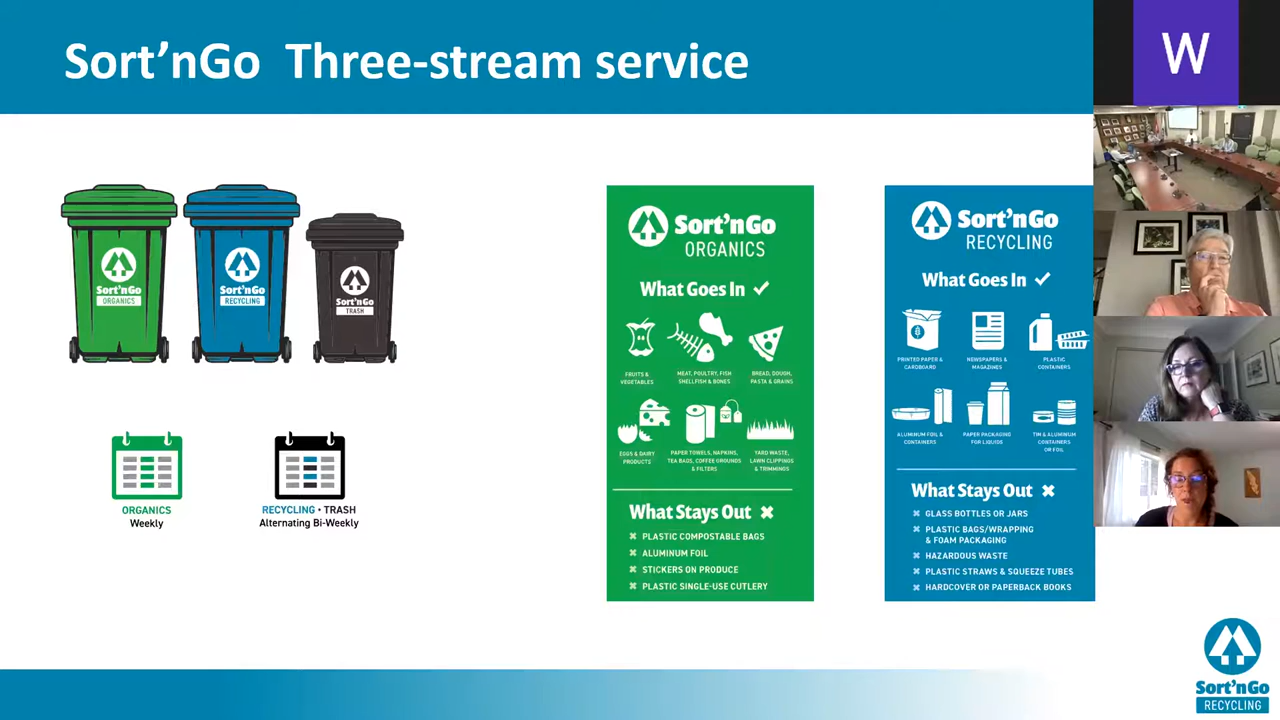 Sort'nGo Three-stream service
W
Sort'nGo
ORGANICS
Sort'nGo
RECYCLING
Sort'nGo
TRASH
ORGANICS
Weekly
RECYCLING • TRASH
Alternating Bi-Weekly
Sort'nGo
ORGANICS
What Goes In ✓
FRUITS &
VEGETABLES
MEAT, POULTRY, FISH
SHELLFISH & BONES
BREAD, DOUGH,
PASTA & GRAINS
EGGS & DAIRY
PRODUCTS
PAPER TOWELS, NAPKINS,
TEA BAGS, COFFEE GROUNDS
& FILTERS
YARD WASTE,
LAWN CLIPPINGS
& TRIMMINGS
What Stays Out ✖
✖ PLASTIC COMPOSTABLE BAGS
✖ ALUMINUM FOIL
✖ STICKERS ON PRODUCE
✖ PLASTIC SINGLE-USE CUTLERY
Sort'nGo
RECYCLING
What Goes In ✓
PRINTED PAPER &
CARDBOARD
NEWSPAPERS &
MAGAZINES
PLASTIC
CONTAINERS
ALUMINUM FOIL &
CONTAINERS
PAPER PACKAGING
FOR LIQUIDS
TIN & ALUMINUM
CONTAINERS
OR FOIL
What Stays Out ✖
✖ GLASS BOTTLES OR JARS
✖ PLASTIC BAGS/WRAPPING
& FOAM PACKAGING
✖ HAZARDOUS WASTE
✖ PLASTIC STRAWS & SQUEEZE TUBES
✖ HARDCOVER OR PAPERBACK BOOKS
Sort'nGo
RECYCLING